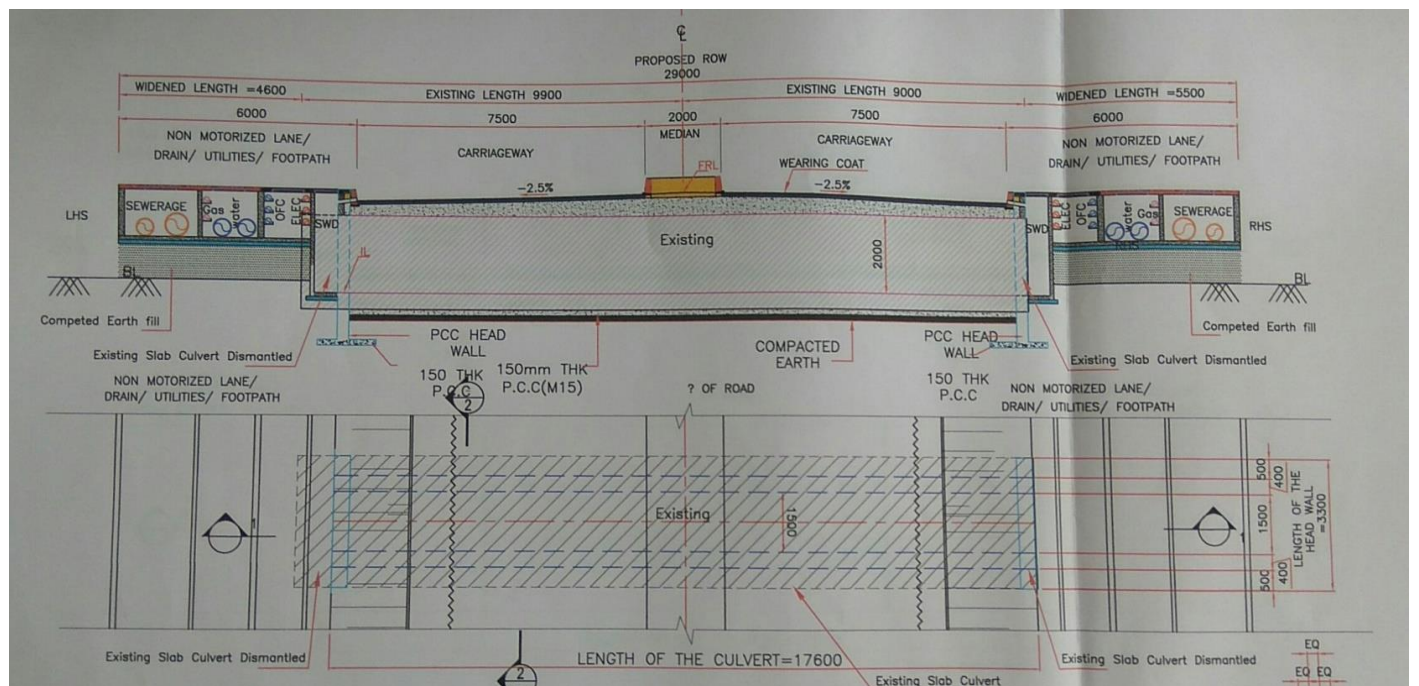 ℄
PROPOSED ROW
29000
WIDENED LENGTH =4600
EXISTING LENGTH 9900
EXISTING LENGTH 9000
WIDENED LENGTH =5500
6000
7500
2000
7500
6000
NON MOTORIZED LANE/
DRAIN/ UTILITIES/ FOOTPATH
CARRIAGEWAY
MEDIAN
CARRIAGEWAY
NON MOTORIZED LANE/
DRAIN/ UTILITIES/ FOOTPATH
WEARING COAT
FRL
-2.5%
-2.5%
LHS
SEWERAGE
Gas
water
OFC
ELEC
SWD
Existing
2000
SWD
ELEC
OFC
water
Gas
SEWERAGE
RHS
IL
BL
BL
Competed Earth fill
Competed Earth fill
Existing Slab Culvert Dismantled
PCC HEAD
WALL
150 THK
P.C.C
150mm THK
P.C.C(M15)
COMPACTED
EARTH
PCC HEAD
WALL
150 THK
P.C.C
Existing Slab Culvert Dismantled
NON MOTORIZED LANE/
DRAIN/ UTILITIES/ FOOTPATH
2
? OF ROAD
NON MOTORIZED LANE/
DRAIN/ UTILITIES/ FOOTPATH
1
Existing
1500
1
500
400
1500
400
500
LENGTH OF THE
HEAD WALL
=3300
Existing Slab Culvert Dismantled
2
LENGTH OF THE CULVERT=17600
Existing Slab Culvert
Existing Slab Culvert Dismantled
EQ
EQ
EQ